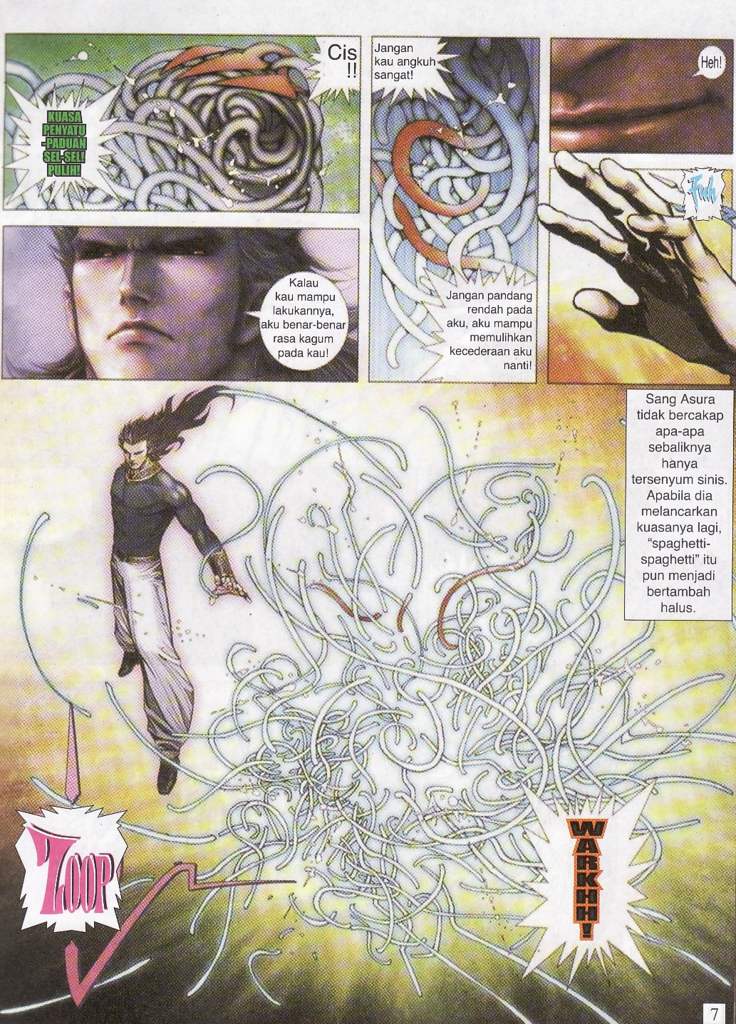 Cis
!!
KUASA
PENYATU
-PADUAN
SEL-SEL!
PULIH!
Jangan
kau angkuh
sangat!
Heh!
Kalau
kau mampu
lakukannya,
aku benar-benar
rasa kagum
pada kau!
Jangan pandang
rendah pada
aku, aku mampu
memulihkan
kecederaan aku
nanti!
Sang Asura
tidak bercakap
apa-apa
sebaliknya
hanya
tersenyum sinis.
Apabila dia
melancarkan
kuasanya lagi,
“spaghetti-
spaghetti” itu
pun menjadi
bertambah
halus.
ZOOP
WARKHH!
7